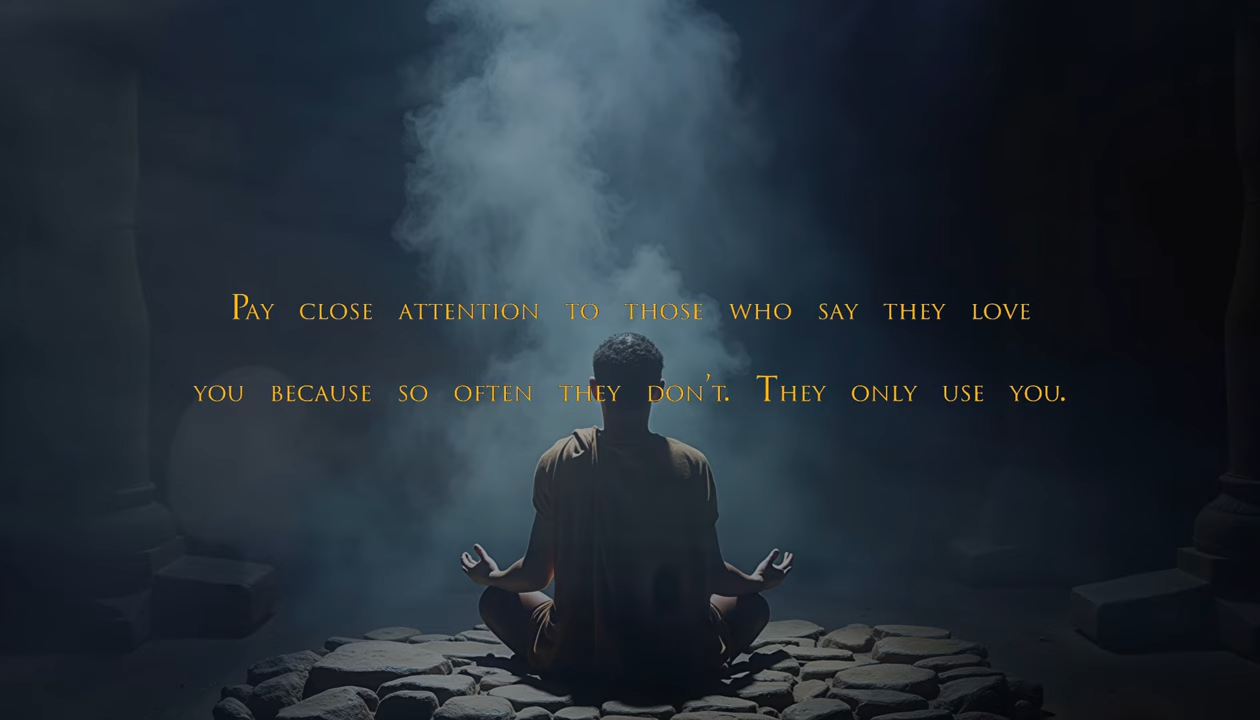 Pay close attention to those who say they love
you because so often they don't. They only use you.